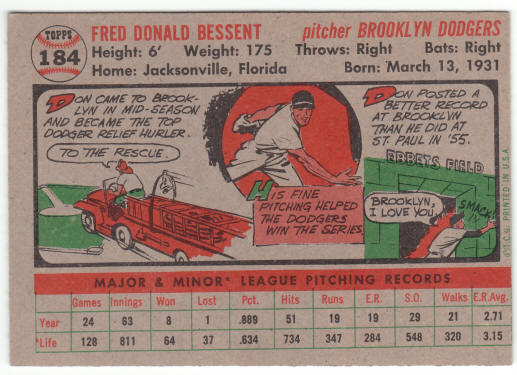 TOPPS
184
FRED DONALD BESSENT pitcher BROOKLYN DODGERS
Height: 6' Weight: 175 Throws: Right Bats: Right
Home: Jacksonville, Florida Born: March 13, 1931
DON CAME TO BROOK-
LYN IN MID-SEASON
AND BECAME THE TOP
DODGER RELIEF HURLER.
TO THE RESCUE.
HIS FINE
PITCHING HELPED
THE DODGERS
WIN THE SERIES.
DON POSTED A
BETTER RECORD
AT BROOKLYN
THAN HE DID AT
ST. PAUL IN '55.
EBBETS FIELD
BROOKLYN,
I LOVE YOU.
SMACK!
©T.C.G. PRINTED IN U.S.A.
MAJOR & MINOR* LEAGUE PITCHING RECORDS
Games Innings Won Lost Pct. Hits Runs E.R. S.O. Walks E.R.Avg.
Year 24 63 8 1 .889 51 19 19 29 21 2.71
*Life 128 811 64 37 .634 734 347 284 548 320 3.15